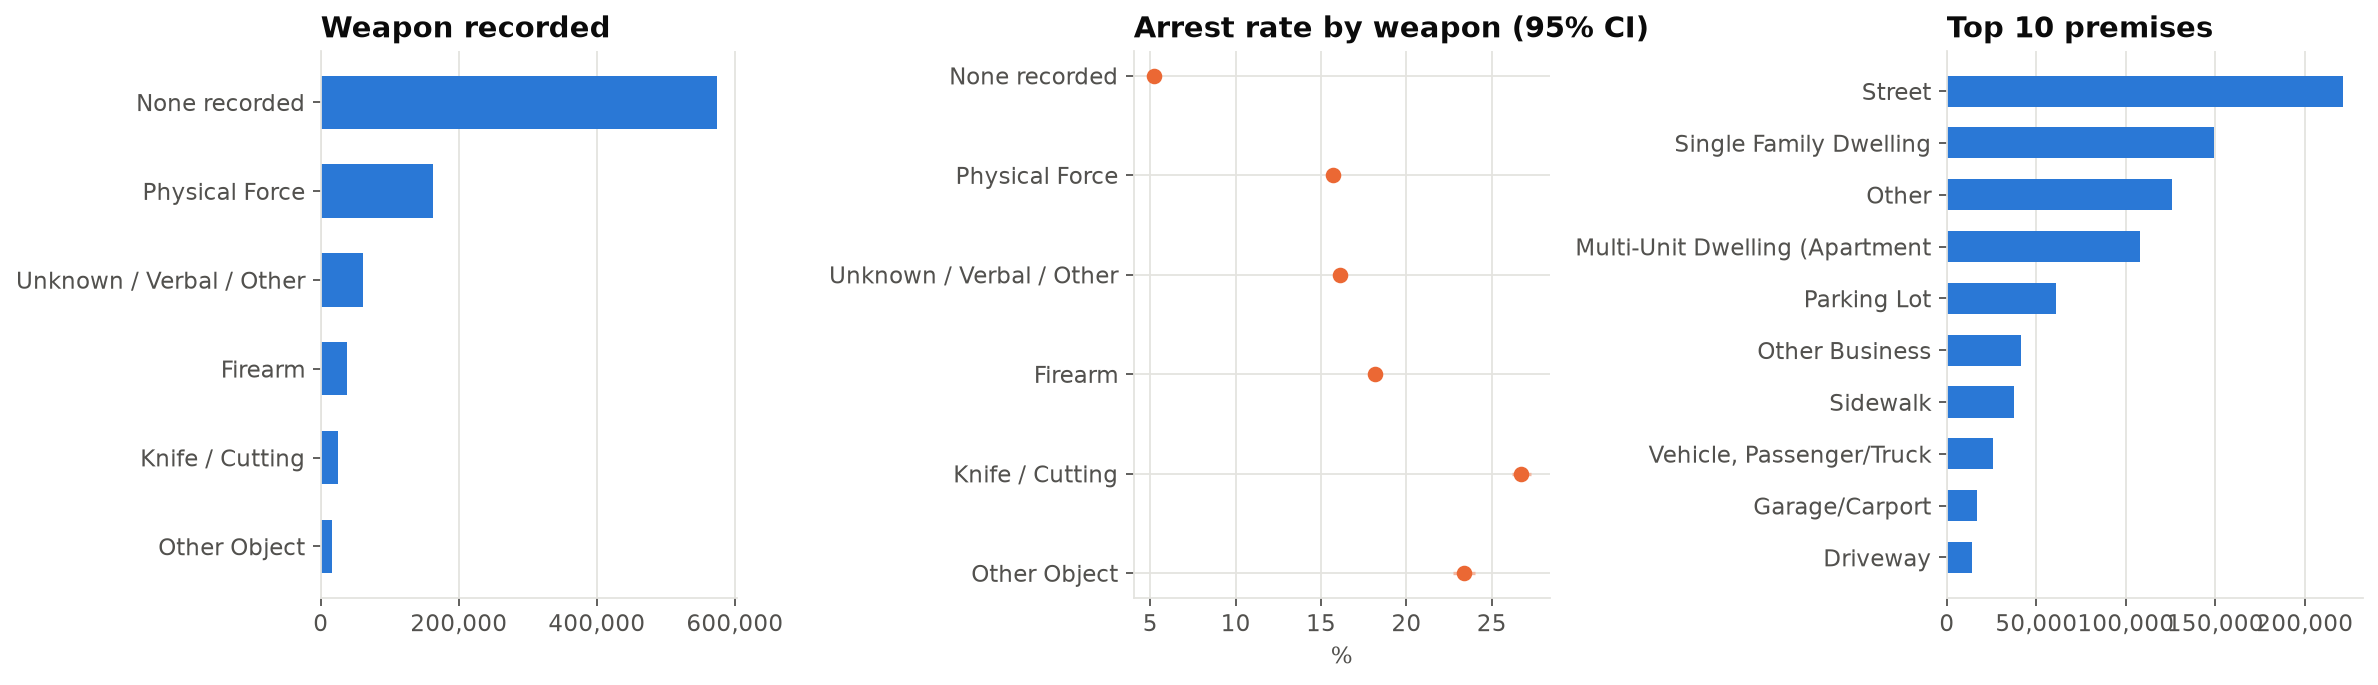 Weapon recorded
None recorded
Physical Force
Unknown / Verbal / Other
Firearm
Knife / Cutting
Other Object
0 200,000 400,000 600,000
Arrest rate by weapon (95% CI)
None recorded
Physical Force
Unknown / Verbal / Other
Firearm
Knife / Cutting
Other Object
5 10 15 20 25
%
Top 10 premises
Street
Single Family Dwelling
Other
Multi-Unit Dwelling (Apartment
Parking Lot
Other Business
Sidewalk
Vehicle, Passenger/Truck
Garage/Carport
Driveway
0 50,000 100,000 150,000 200,000